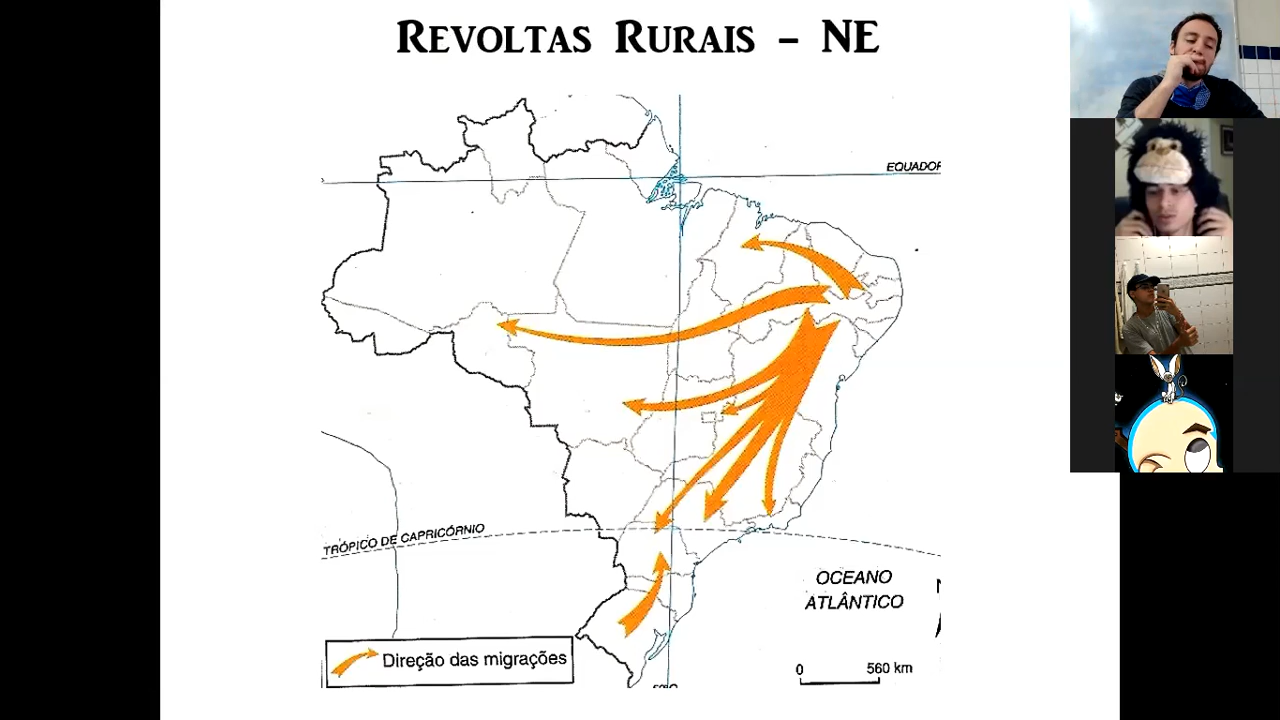 REVOLTAS RURAIS – NE
EQUADOR
TRÓPICO DE CAPRICÓRNIO
OCEANO
ATLÂNTICO
Direção das migrações
0 560 km